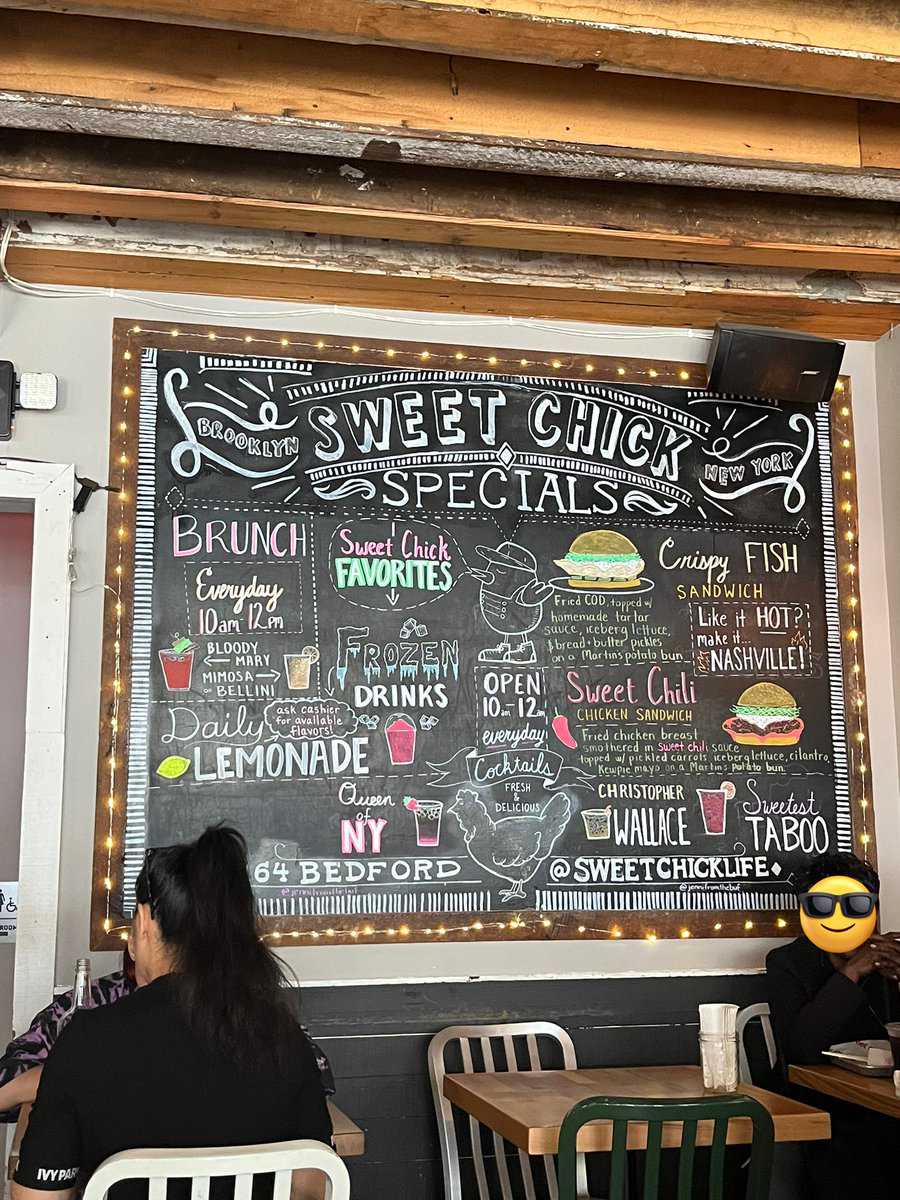 BROOKLYN
SWEET CHICK
NEW YORK
SPECIALS
BRUNCH
Everyday
10am 12pm
BLOODY
MARY
MIMOSA
or BELLINI
Sweet Chick
FAVORITES
FROZEN
DRINKS
Daily
ask cashier
for available
flavors!
LEMONADE
Crispy FISH
SANDWICH
Fried COD, topped w/
homemade tartar
sauce, iceberg lettuce,
bread + butter pickles
on a Martins potato bun
Like it HOT?
make it...
NASHVILLE!
OPEN
10am-12am
everyday!
Sweet Chili
CHICKEN SANDWICH
Fried chicken breast
smothered in sweet chili sauce
topped w/ pickled carrots, iceberg lettuce, cilantro,
Kewpie mayo on a Martin's potato bun.
Cocktails
FRESH
&
DELICIOUS
Queen
of
NY
CHRISTOPHER
WALLACE
Sweetest
TABOO
64 BEDFORD
@SWEETCHICKLIFE
@jennifromthebuf
IVY PAR